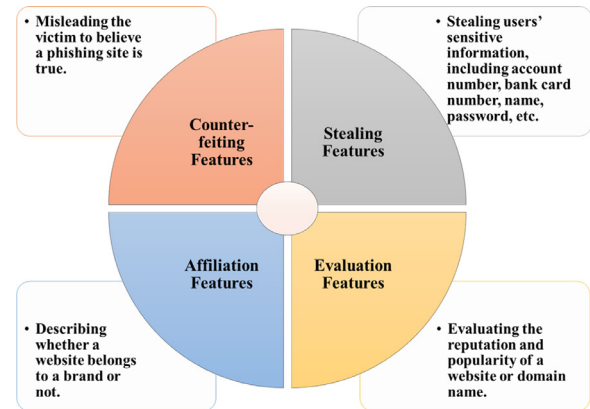 • Misleading the
victim to believe
a phishing site is
true.
• Stealing users’
sensitive
information,
including account
number, bank card
number, name,
password, etc.
Counter-
feiting
Features
Stealing
Features
Affiliation
Features
Evaluation
Features
• Describing
whether a
website belongs
to a brand or
not.
• Evaluating the
reputation and
popularity of a
website or domain
name.